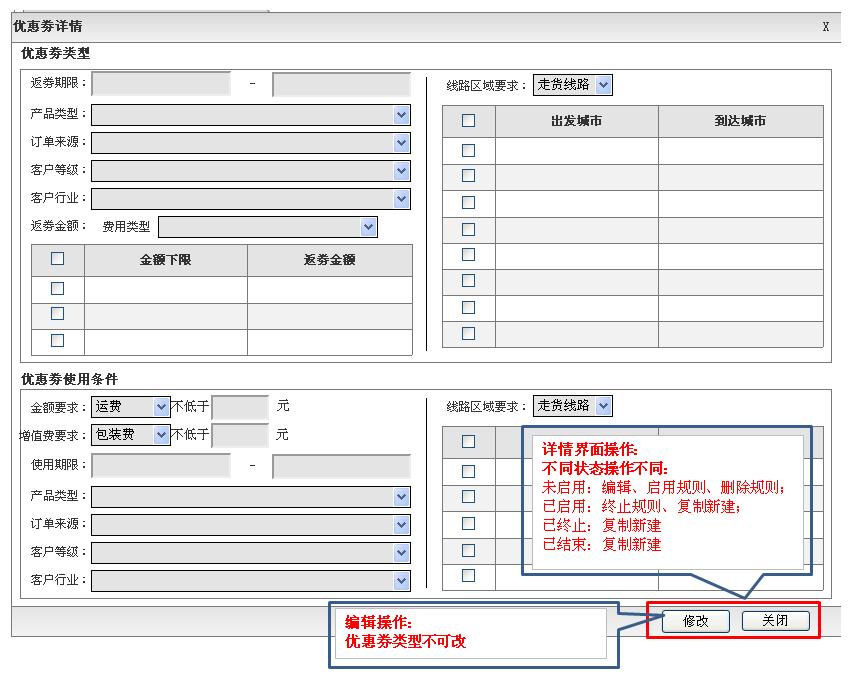 优惠券详情 X
优惠券类型
返券期限： -
产品类型：
订单来源：
客户等级：
客户行业：
返券金额： 费用类型
金额下限 返券金额
线路区域要求： 走货线路
出发城市 到达城市
优惠券使用条件
金额要求： 运费 不低于 元
增值费要求： 包装费 不低于 元
使用期限： -
产品类型：
订单来源：
客户等级：
客户行业：
线路区域要求： 走货线路
详情界面操作：
不同状态操作不同：
未启用：编辑、启用规则、删除规则；
已启用：终止规则、复制新建；
已终止：复制新建
已结束：复制新建
编辑操作：
优惠券类型不可改
修改 关闭